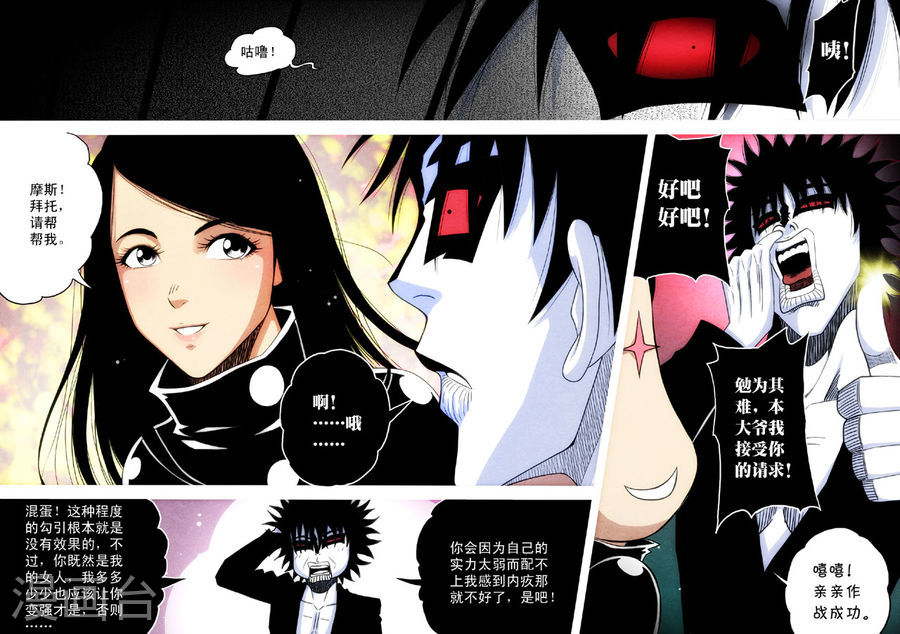 咕噜！
咦！
摩斯！
拜托，
请帮
帮我。
啊！
……哦
……
好吧
好吧！
勉为其
难，本
大爷我
接受你
的请求！
嘻嘻！
亲亲作
战成功。
混蛋！这种程度
的勾引根本就是
没有效果的，不
过，你既然是我
的女人，我多多
少少也应该让你
变强才是，否则
……
你会因为自己的
实力太弱而配不
上我感到内疚那
就不好了，是吧！
漫画台